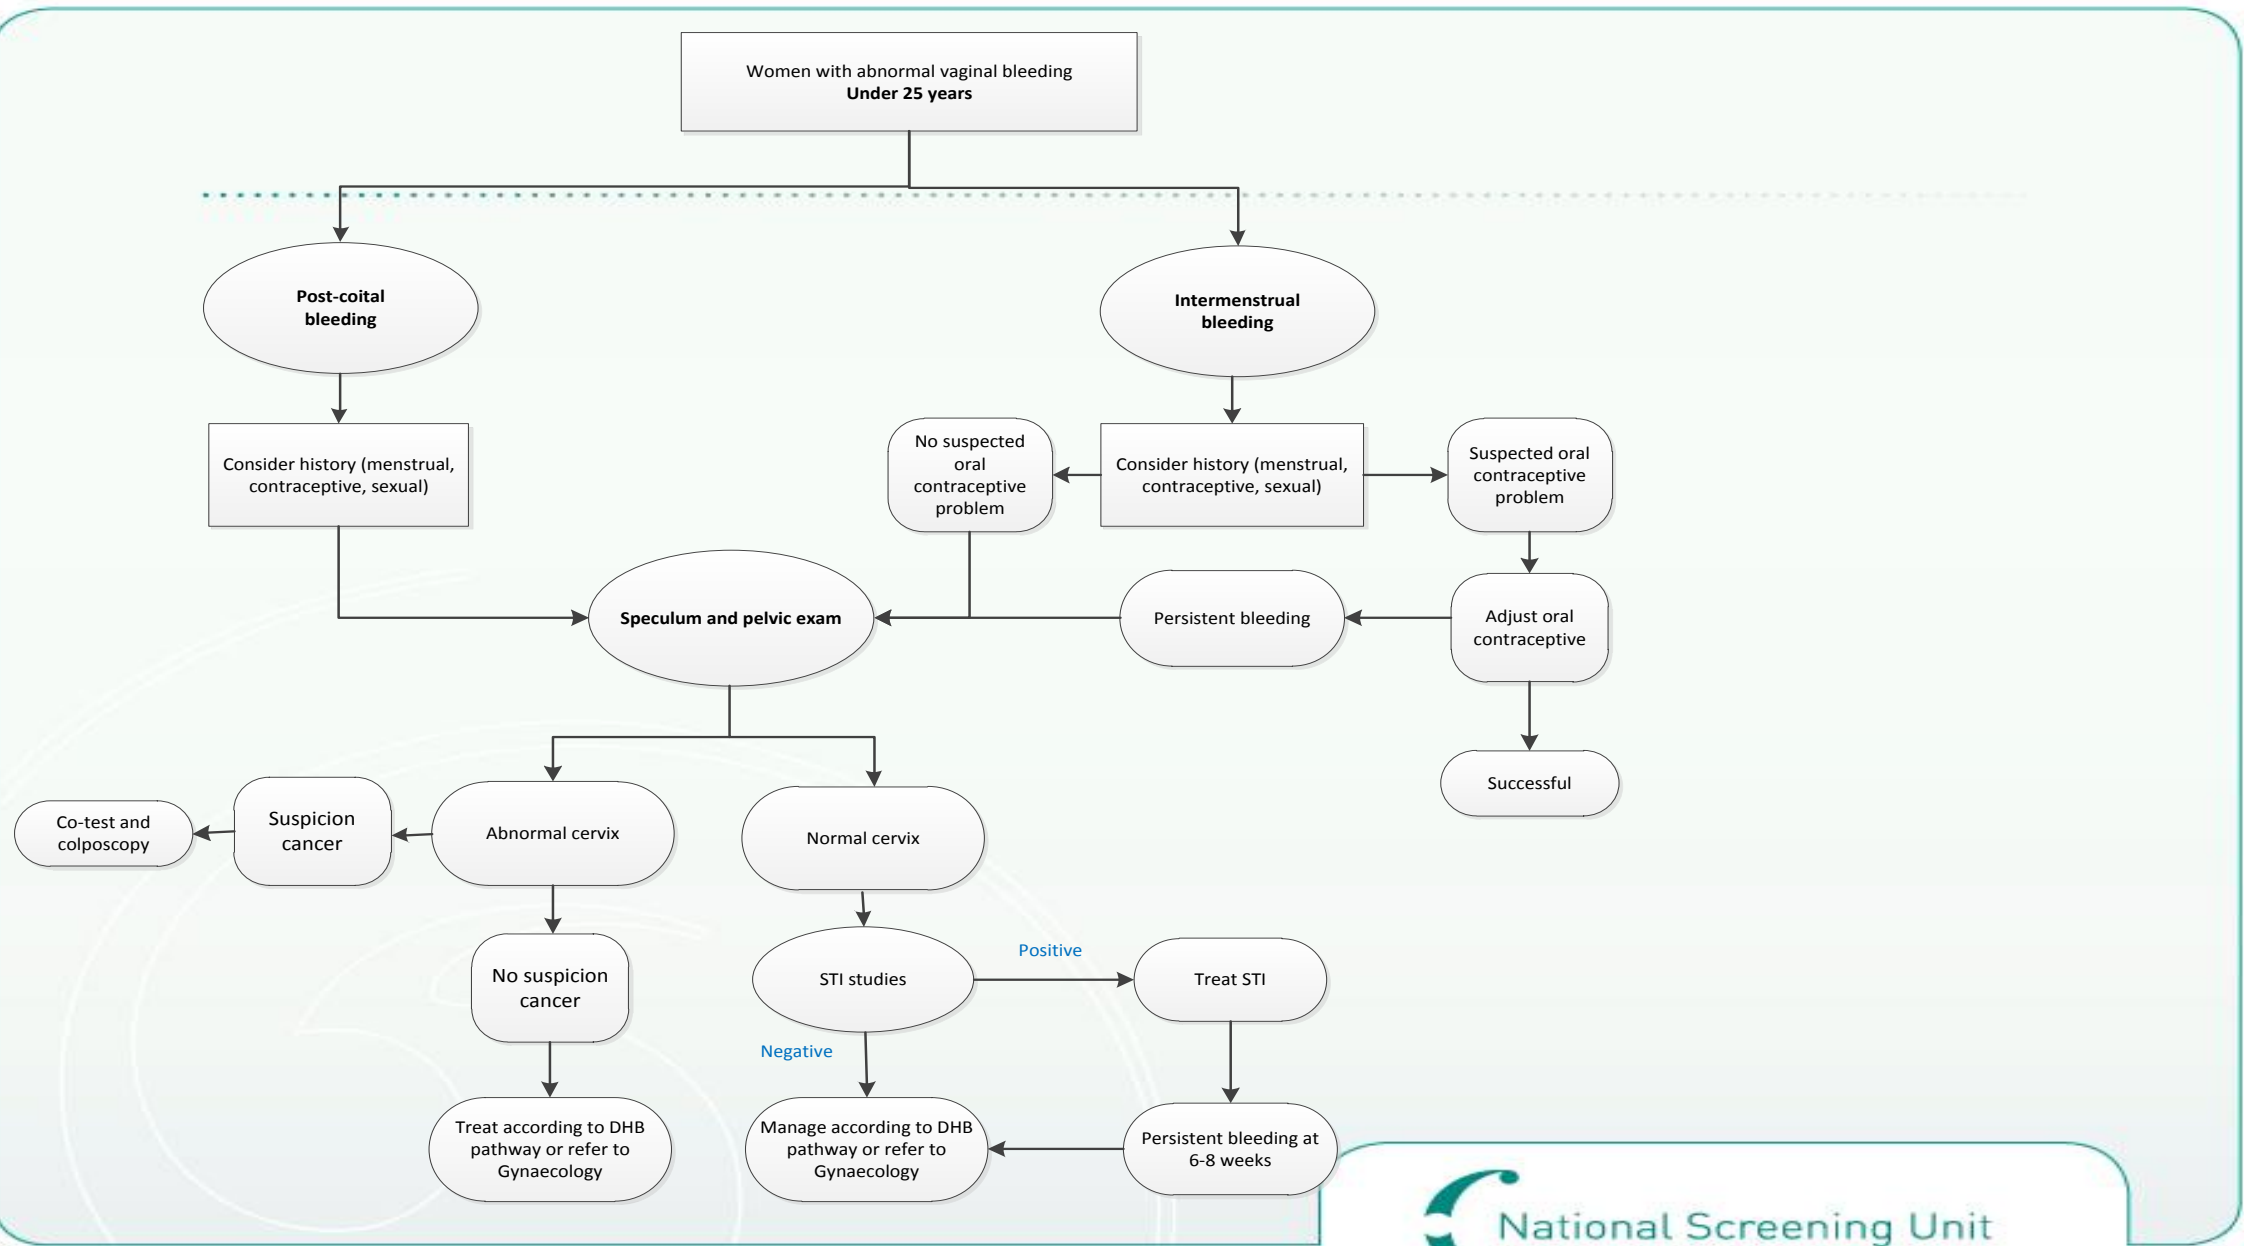 Women with abnormal vaginal bleeding
Under 25 years
Post-coital
bleeding
Intermenstrual
bleeding
Consider history (menstrual,
contraceptive, sexual)
No suspected
oral
contraceptive
problem
Consider history (menstrual,
contraceptive, sexual)
Suspected oral
contraceptive
problem
Speculum and pelvic exam
Persistent bleeding
Adjust oral
contraceptive
Successful
Co-test and
colposcopy
Suspicion
cancer
Abnormal cervix
Normal cervix
No suspicion
cancer
STI studies
Positive
Treat STI
Negative
Treat according to DHB
pathway or refer to
Gynaecology
Manage according to DHB
pathway or refer to
Gynaecology
Persistent bleeding at
6-8 weeks
National Screening Unit